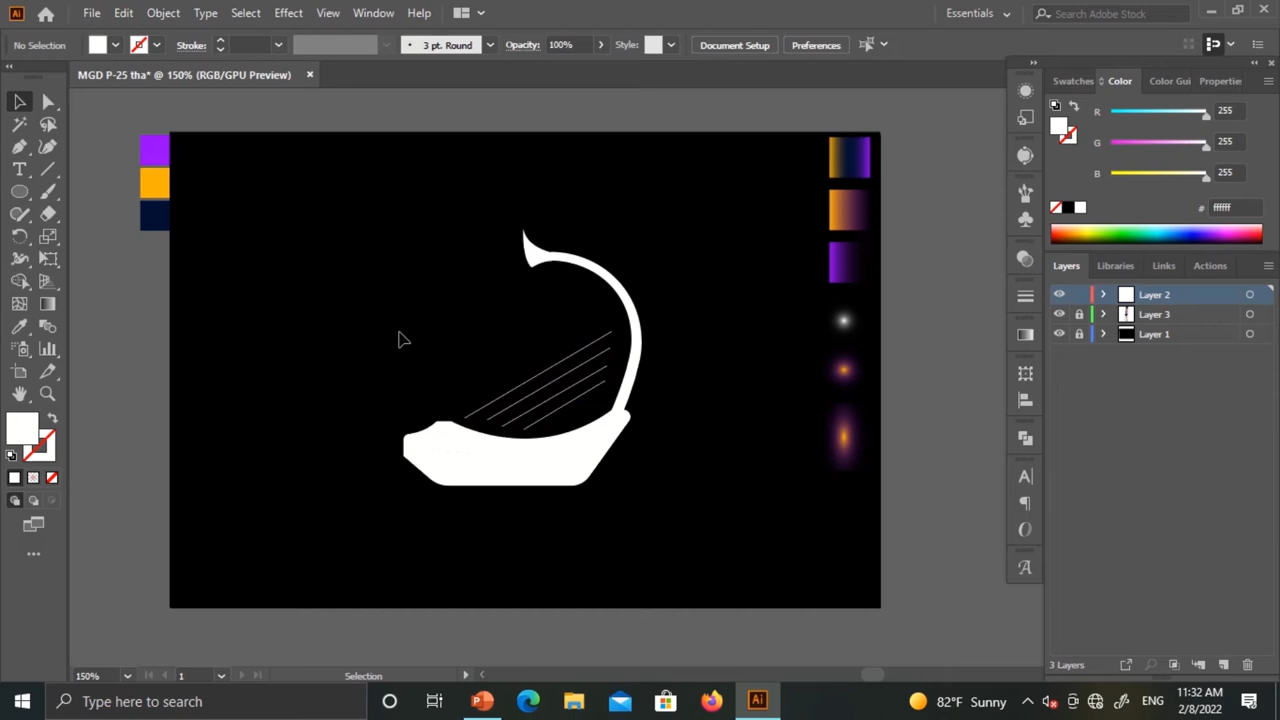 Ai File Edit Object Type Select Effect View Window Help Essentials Search Adobe Stock
No Selection Stroke: 3 pt. Round Opacity: 100% Style: Document Setup Preferences
MGD P-25 tha* @ 150% (RGB/GPU Preview) ×
Swatches Color Color Gui Properties
R 255
G 255
B 255
# ffffff
Layers Libraries Links Actions
Layer 2
Layer 3
Layer 1
3 Layers
150% 1 Selection
Type here to search
Ai
82°F Sunny
ENG
11:32 AM
2/8/2022